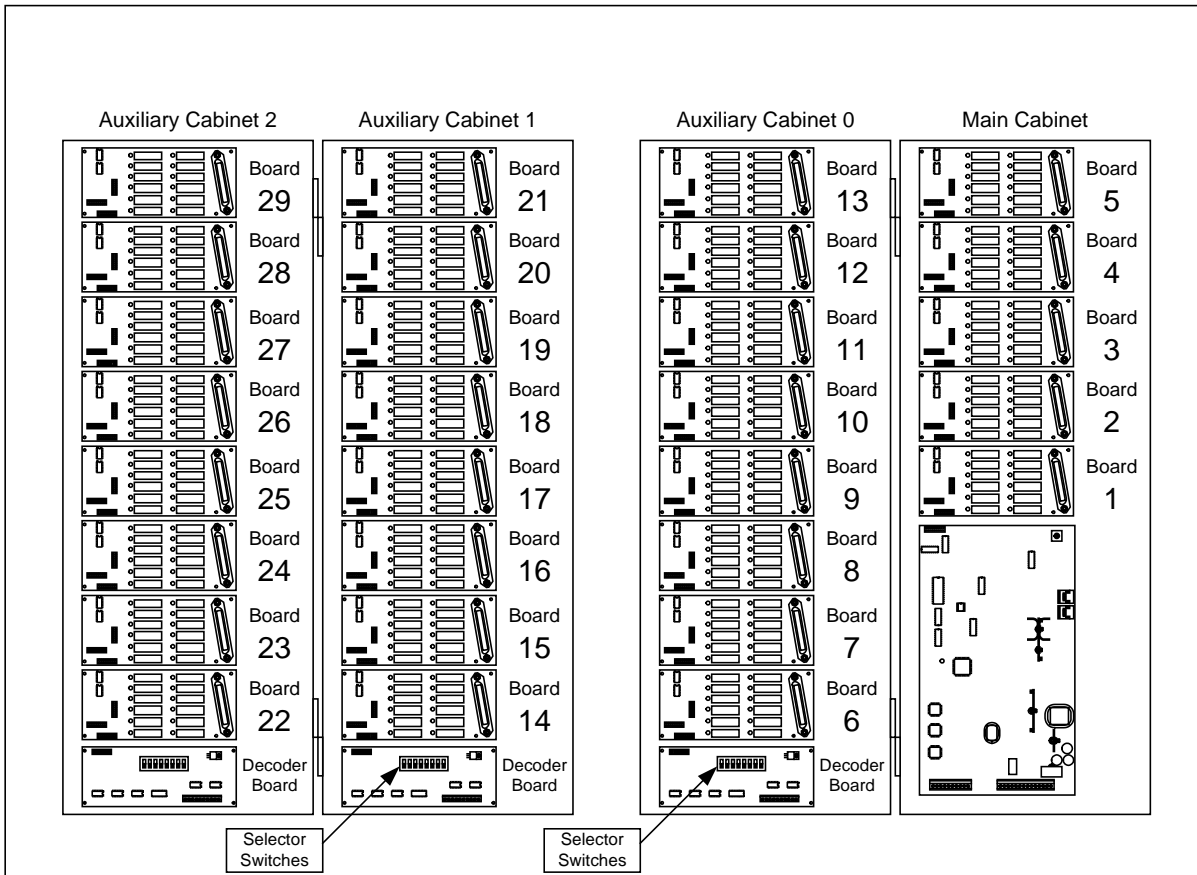 Auxiliary Cabinet 2
Auxiliary Cabinet 1
Auxiliary Cabinet 0
Main Cabinet
Board
29
Board
28
Board
27
Board
26
Board
25
Board
24
Board
23
Board
22
Decoder
Board
Board
21
Board
20
Board
19
Board
18
Board
17
Board
16
Board
15
Board
14
Decoder
Board
Board
13
Board
12
Board
11
Board
10
Board
9
Board
8
Board
7
Board
6
Decoder
Board
Board
5
Board
4
Board
3
Board
2
Board
1
Selector
Switches
Selector
Switches